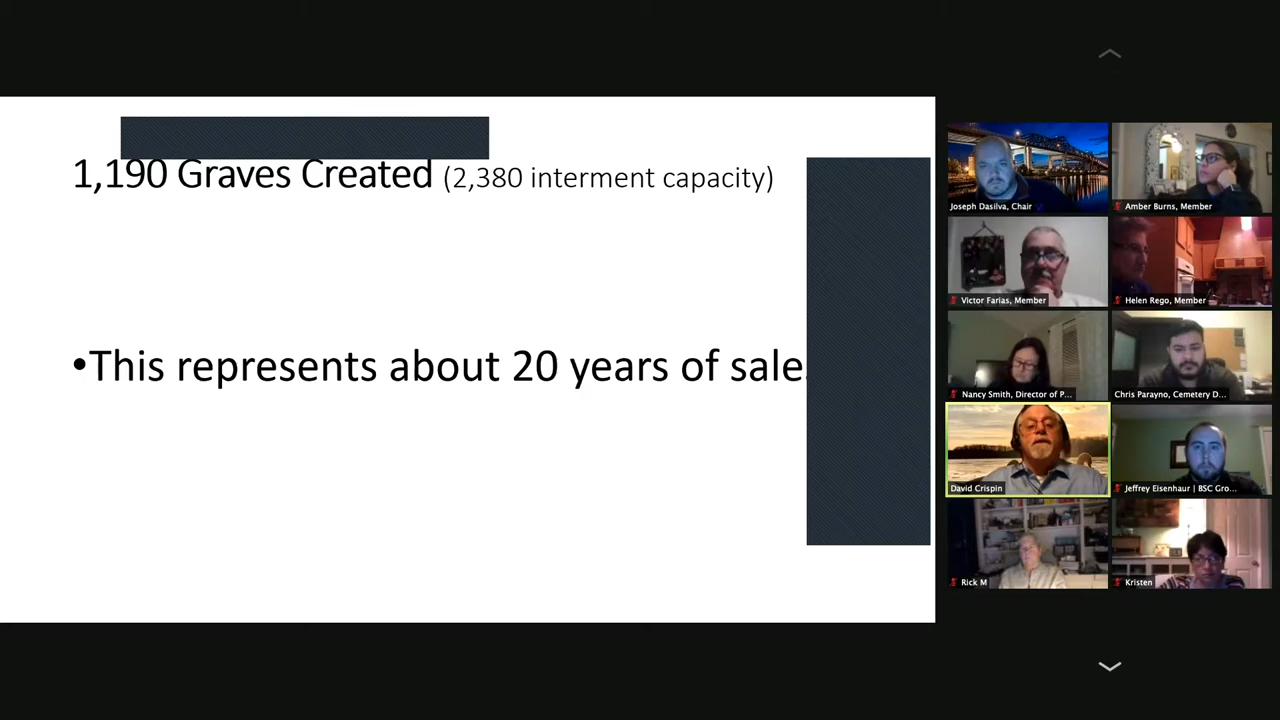 1,190 Graves Created (2,380 interment capacity)
•This represents about 20 years of sale
Joseph Dasilva, Chair
Amber Burns, Member
Victor Farias, Member
Helen Rego, Member
Nancy Smith, Director of P...
Chris Parayno, Cemetery D...
David Crispin
Jeffrey Eisenhaur | BSC Gro...
Rick M
Kristen